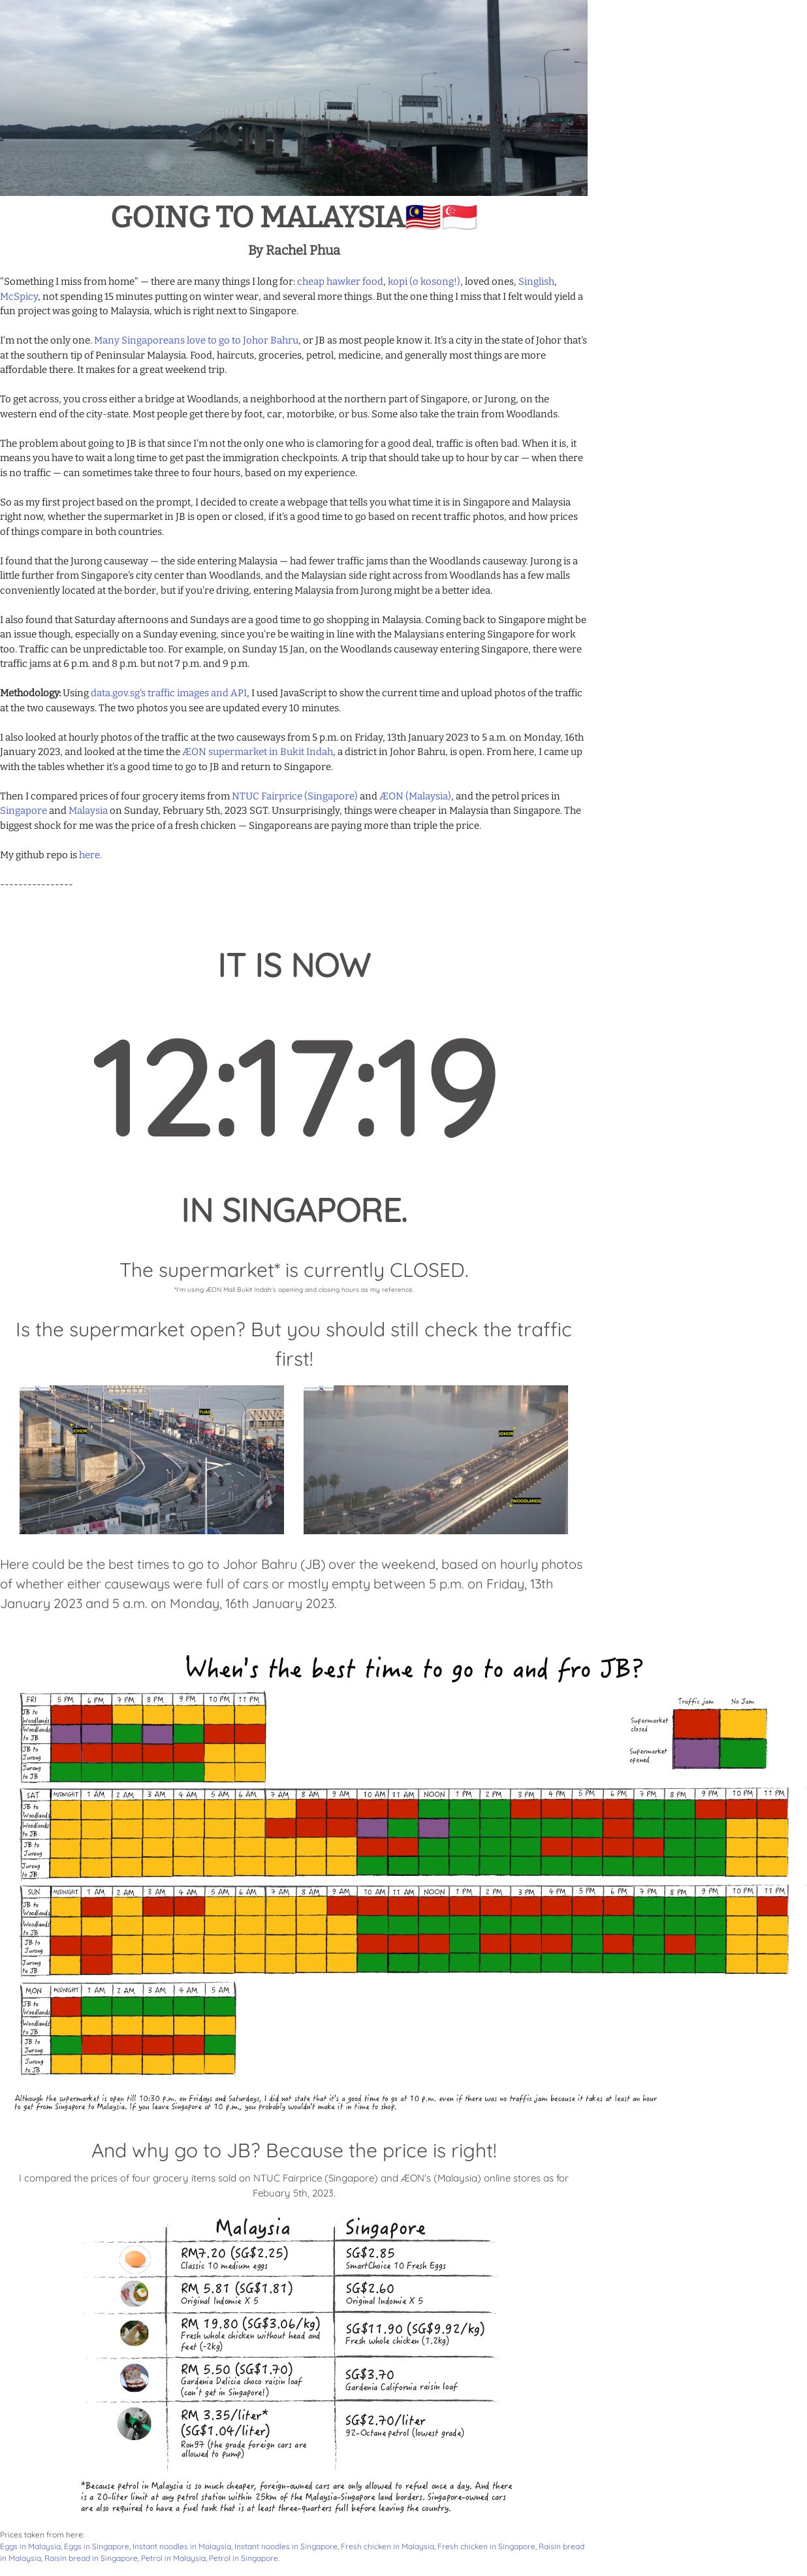 GOING TO MALAYSIA🇲🇾🇸🇬
By Rachel Phua
"Something I miss from home" — there are many things I long for: cheap hawker food, kopi (o kosong!), loved ones, Singlish,
McSpicy, not spending 15 minutes putting on winter wear, and several more things. But the one thing I miss that I felt would yield a
fun project was going to Malaysia, which is right next to Singapore.
I'm not the only one. Many Singaporeans love to go to Johor Bahru, or JB as most people know it. It's a city in the state of Johor that's
at the southern tip of Peninsular Malaysia. Food, haircuts, groceries, petrol, medicine, and generally most things are more
affordable there. It makes for a great weekend trip.
To get across, you cross either a bridge at Woodlands, a neighborhood at the northern part of Singapore, or Jurong, on the
western end of the city-state. Most people get there by foot, car, motorbike, or bus. Some also take the train from Woodlands.
The problem about going to JB is that since I'm not the only one who is clamoring for a good deal, traffic is often bad. When it is, it
means you have to wait a long time to get past the immigration checkpoints. A trip that should take up to hour by car — when there
is no traffic — can sometimes take three to four hours, based on my experience.
So as my first project based on the prompt, I decided to create a webpage that tells you what time it is in Singapore and Malaysia
right now, whether the supermarket in JB is open or closed, if it's a good time to go based on recent traffic photos, and how prices
of things compare in both countries.
I found that the Jurong causeway — the side entering Malaysia — had fewer traffic jams than the Woodlands causeway. Jurong is a
little further from Singapore's city center than Woodlands, and the Malaysian side right across from Woodlands has a few malls
conveniently located at the border, but if you're driving, entering Malaysia from Jurong might be a better idea.
I also found that Saturday afternoons and Sundays are a good time to go shopping in Malaysia. Coming back to Singapore might be
an issue though, especially on a Sunday evening, since you're be waiting in line with the Malaysians entering Singapore for work
too. Traffic can be unpredictable too. For example, on Sunday 15 Jan, on the Woodlands causeway entering Singapore, there were
traffic jams at 6 p.m. and 8 p.m. but not 7 p.m. and 9 p.m.
Methodology: Using data.gov.sg's traffic images and API, I used JavaScript to show the current time and upload photos of the traffic
at the two causeways. The two photos you see are updated every 10 minutes.
I also looked at hourly photos of the traffic at the two causeways from 5 p.m. on Friday, 13th January 2023 to 5 a.m. on Monday, 16th
January 2023, and looked at the time the ÆON supermarket in Bukit Indah, a district in Johor Bahru, is open. From here, I came up
with the tables whether it's a good time to go to JB and return to Singapore.
Then I compared prices of four grocery items from NTUC Fairprice (Singapore) and ÆON (Malaysia), and the petrol prices in
Singapore and Malaysia on Sunday, February 5th, 2023 SGT. Unsurprisingly, things were cheaper in Malaysia than Singapore. The
biggest shock for me was the price of a fresh chicken — Singaporeans are paying more than triple the price.
My github repo is here.
----------------
IT IS NOW
12:17:19
IN SINGAPORE.
The supermarket* is currently CLOSED.
*I'm using ÆON Mall Bukit Indah's opening and closing hours as my reference.
Is the supermarket open? But you should still check the traffic
first!
JOHOR TUAS
JOHOR
WOODLANDS
Here could be the best times to go to Johor Bahru (JB) over the weekend, based on hourly photos
of whether either causeways were full of cars or mostly empty between 5 p.m. on Friday, 13th
January 2023 and 5 a.m. on Monday, 16th January 2023.
When's the best time to go to and fro JB?
Traffic jam No Jam
Supermarket
closed
Supermarket
opened
FRI 5 PM 6 PM 7 PM 8 PM 9 PM 10 PM 11 PM
JB to
Woodlands
Woodlands
to JB
JB to
Jurong
Jurong
to JB
SAT MIDNIGHT 1 AM 2 AM 3 AM 4 AM 5 AM 6 AM 7 AM 8 AM 9 AM 10 AM 11 AM NOON 1 PM 2 PM 3 PM 4 PM 5 PM 6 PM 7 PM 8 PM 9 PM 10 PM 11 PM
JB to
Woodlands
Woodlands
to JB
JB to
Jurong
Jurong
to JB
SUN MIDNIGHT 1 AM 2 AM 3 AM 4 AM 5 AM 6 AM 7 AM 8 AM 9 AM 10 AM 11 AM NOON 1 PM 2 PM 3 PM 4 PM 5 PM 6 PM 7 PM 8 PM 9 PM 10 PM 11 PM
JB to
Woodlands
Woodlands
to JB
JB to
Jurong
Jurong
to JB
MON MIDNIGHT 1 AM 2 AM 3 AM 4 AM 5 AM
JB to
Woodlands
Woodlands
to JB
JB to
Jurong
Jurong
to JB
Although the supermarket is open till 10:30 p.m. on Fridays and Saturdays, I did not state that it's a good time to go at 10 p.m. even if there was no traffic jam because it takes at least an hour
to get from Singapore to Malaysia. If you leave Singapore at 10 p.m., you probably wouldn't make it in time to shop.
And why go to JB? Because the price is right!
I compared the prices of four grocery items sold on NTUC Fairprice (Singapore) and ÆON's (Malaysia) online stores as for
Febuary 5th, 2023.
Malaysia Singapore
RM7.20 (SG$2.25) SG$2.85
Classic 10 medium eggs SmartChoice 10 Fresh Eggs
RM 5.81 (SG$1.81) SG$2.60
Original Indomie X 5 Original Indomie X 5
RM 19.80 (SG$3.06/kg) SG$11.90 (SG$9.92/kg)
Fresh whole chicken without head and Fresh whole chicken (1.2kg)
feet (~2kg)
RM 5.50 (SG$1.70) SG$3.70
Gardenia Delicia choco raisin loaf Gardenia California raisin loaf
(can't get in Singapore!)
RM 3.35/liter* SG$2.70/liter
(SG$1.04/liter) 92-Octane petrol (lowest grade)
Ron97 (the grade foreign cars are
allowed to pump)
*Because petrol in Malaysia is so much cheaper, foreign-owned cars are only allowed to refuel once a day. And there
is a 20-liter limit at any petrol station within 25km of the Malaysia-Singapore land borders. Singapore-owned cars
are also required to have a fuel tank that is at least three-quarters full before leaving the country.
Prices taken from here:
Eggs in Malaysia, Eggs in Singapore, Instant noodles in Malaysia, Instant noodles in Singapore, Fresh chicken in Malaysia, Fresh chicken in Singapore, Raisin bread
in Malaysia, Raisin bread in Singapore, Petrol in Malaysia, Petrol in Singapore.